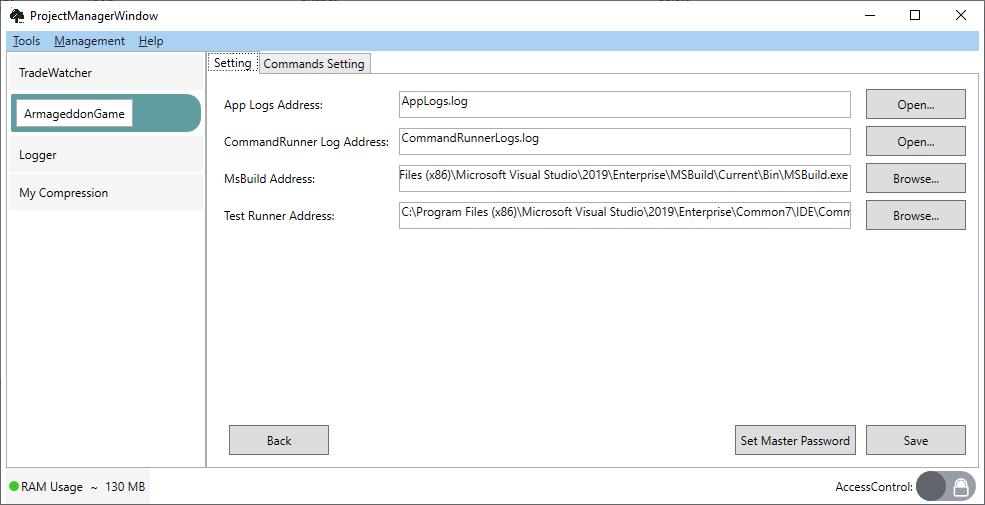 ProjectManagerWindow
Tools Management Help
TradeWatcher
ArmageddonGame
Logger
My Compression
Setting Commands Setting
App Logs Address: AppLogs.log Open...
CommandRunner Log Address: CommandRunnerLogs.log Open...
MsBuild Address: Files (x86)\Microsoft Visual Studio\2019\Enterprise\MSBuild\Current\Bin\MSBuild.exe Browse...
Test Runner Address: C:\Program Files (x86)\Microsoft Visual Studio\2019\Enterprise\Common7\IDE\Comm Browse...
Back Set Master Password Save
RAM Usage ~ 130 MB AccessControl: